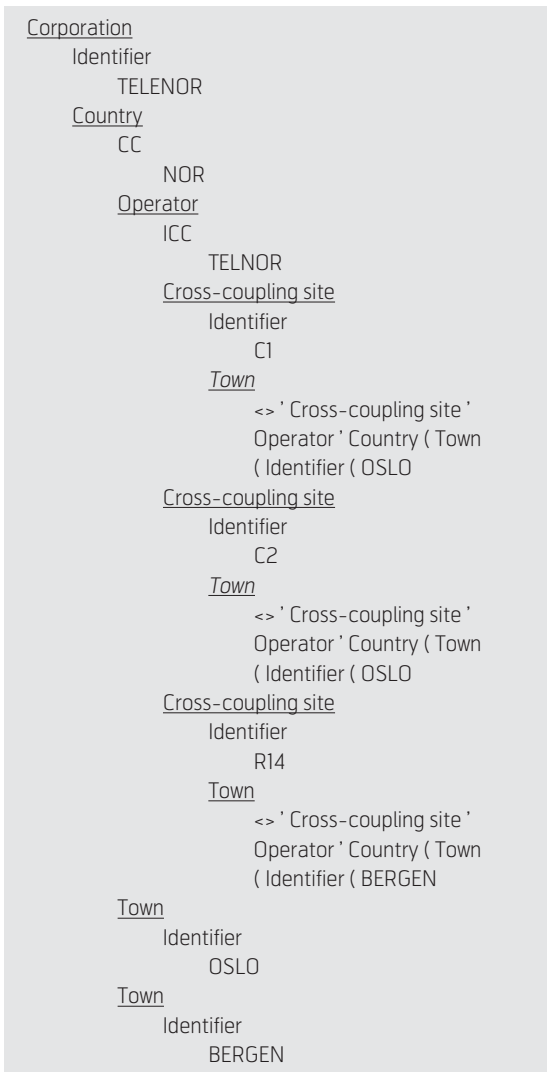 Corporation
Identifier
TELENOR
Country
CC
NOR
Operator
ICC
TELNOR
Cross-coupling site
Identifier
C1
Town
<> ’ Cross-coupling site ’
Operator ’ Country ( Town
( Identifier ( OSLO
Cross-coupling site
Identifier
C2
Town
<> ’ Cross-coupling site ’
Operator ’ Country ( Town
( Identifier ( OSLO
Cross-coupling site
Identifier
R14
Town
<> ’ Cross-coupling site ’
Operator ’ Country ( Town
( Identifier ( BERGEN
Town
Identifier
OSLO
Town
Identifier
BERGEN